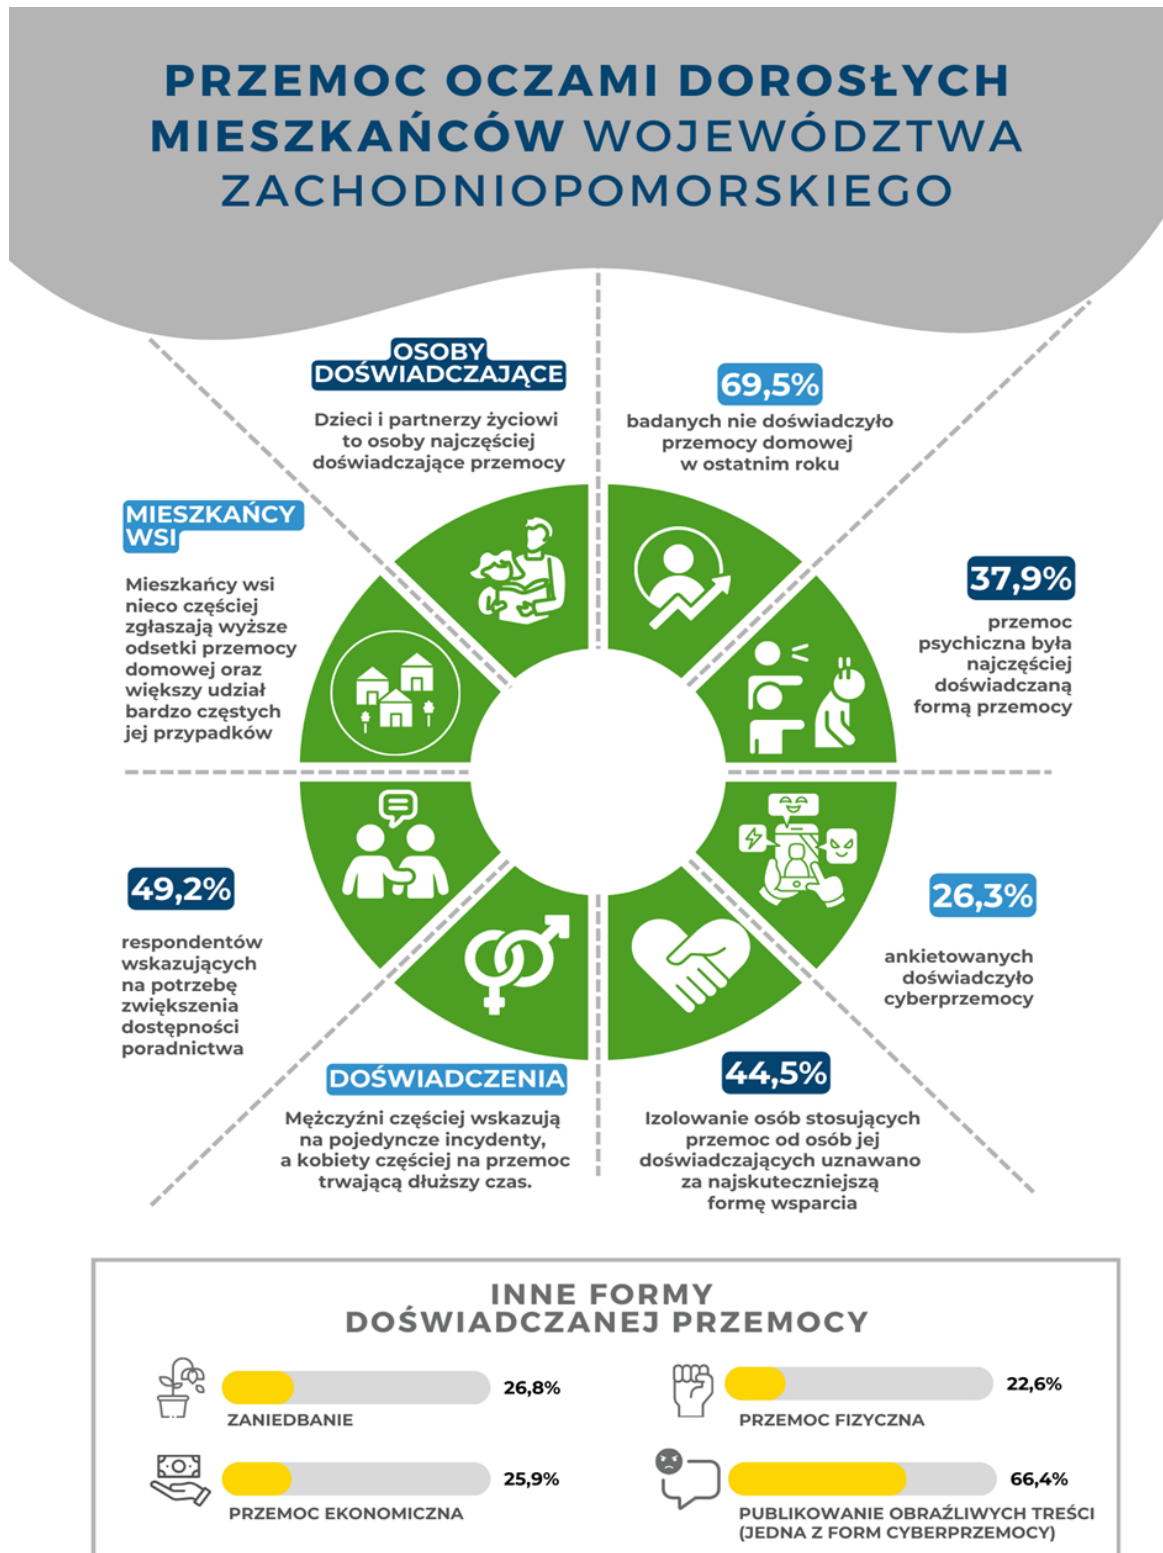 PRZEMOC OCZAMI DOROSŁYCH
MIESZKAŃCÓW WOJEWÓDZTWA
ZACHODNIOPOMORSKIEGO
OSOBY
DOŚWIADCZAJĄCE
Dzieci i partnerzy życiowi
to osoby najczęściej
doświadczające przemocy
69,5%
badanych nie doświadczyło
przemocy domowej
w ostatnim roku
MIESZKAŃCY
WSI
Mieszkańcy wsi
nieco częściej
zgłaszają wyższe
odsetki przemocy
domowej oraz
większy udział
bardzo częstych
jej przypadków
37,9%
przemoc
psychiczna była
najczęściej
doświadczaną
formą przemocy
49,2%
respondentów
wskazujących
na potrzebę
zwiększenia
dostępności
poradnictwa
26,3%
ankietowanych
doświadczyło
cyberprzemocy
DOŚWIADCZENIA
Mężczyźni częściej wskazują
na pojedyncze incydenty,
a kobiety częściej na przemoc
trwającą dłuższy czas.
44,5%
Izolowanie osób stosujących
przemoc od osób jej
doświadczających uznawano
za najskuteczniejszą
formę wsparcia
INNE FORMY
DOŚWIADCZANEJ PRZEMOCY
26,8%
ZANIEDBANIE
22,6%
PRZEMOC FIZYCZNA
25,9%
PRZEMOC EKONOMICZNA
66,4%
PUBLIKOWANIE OBRAŹLIWYCH TREŚCI
(JEDNA Z FORM CYBERPRZEMOCY)